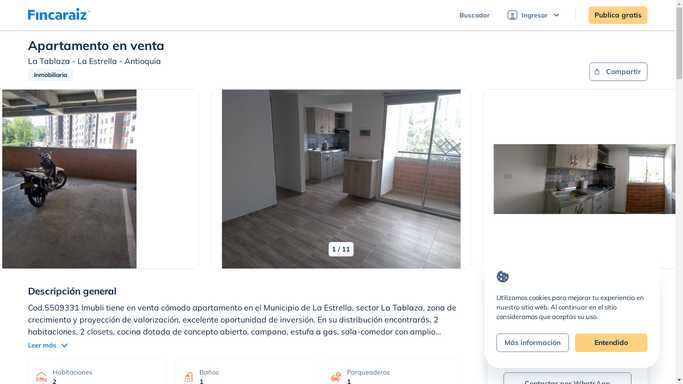 Fincaraiz
Buscador
Ingresar
Publica gratis
Apartamento en venta
La Tablaza - La Estrella - Antioquia
Inmobiliaria
Compartir
1 / 11
Descripción general
Cod.5509331 Imubli tiene en venta cómodo apartamento en el Municipio de La Estrella, sector La Tablaza, zona de
crecimiento y proyección de valorización, excelente oportunidad de inversión. En su distribución encontrarás, 2
habitaciones, 2 closets, cocina dotada de concepto abierto, campana, estufa a gas, sala-comedor con amplio...
Leer más
Habitaciones
2
Baños
1
Parqueaderos
1
Utilizamos cookies para mejorar tu experiencia en
nuestro sitio web. Al continuar en el sitio
consideramos que aceptas su uso.
Más información
Entendido
Contactar por WhatsApp